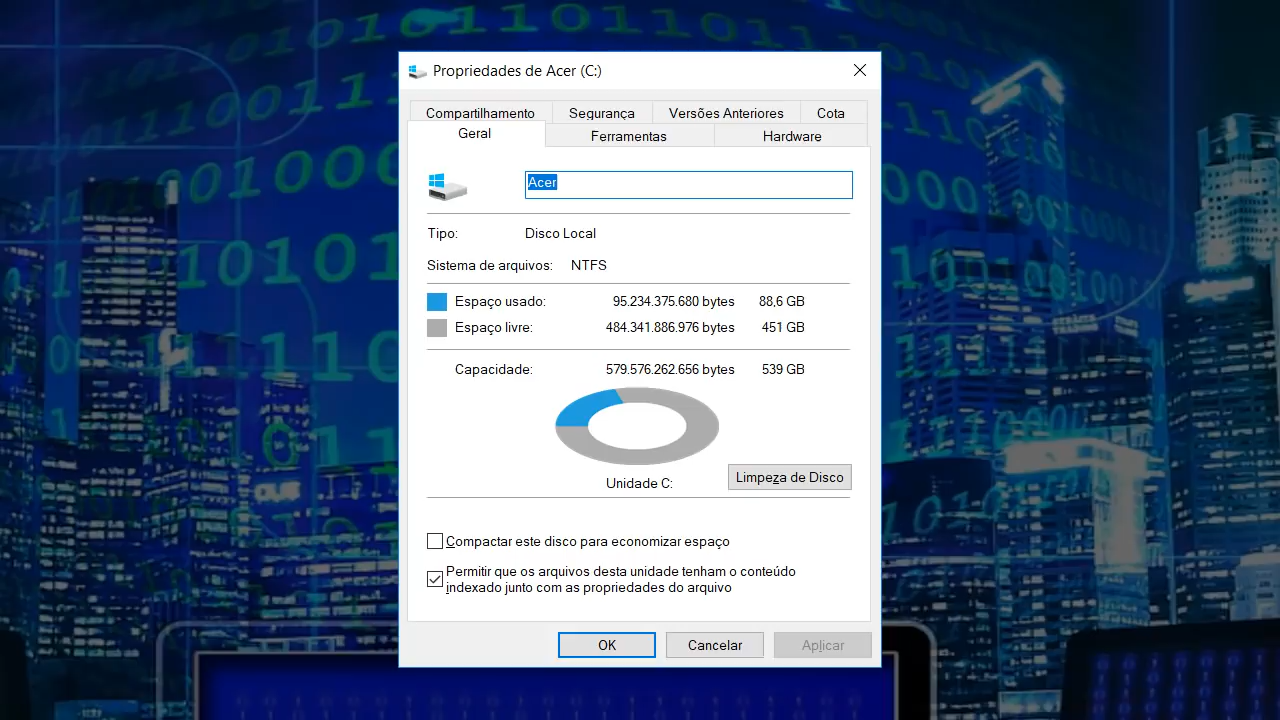 Propriedades de Acer (C:)
Compartilhamento Segurança Versões Anteriores Cota
Geral Ferramentas Hardware
Acer
Tipo: Disco Local
Sistema de arquivos: NTFS
Espaço usado: 95.234.375.680 bytes 88,6 GB
Espaço livre: 484.341.886.976 bytes 451 GB
Capacidade: 579.576.262.656 bytes 539 GB
Unidade C: Limpeza de Disco
Compactar este disco para economizar espaço
Permitir que os arquivos desta unidade tenham o conteúdo
indexado junto com as propriedades do arquivo
OK Cancelar Aplicar